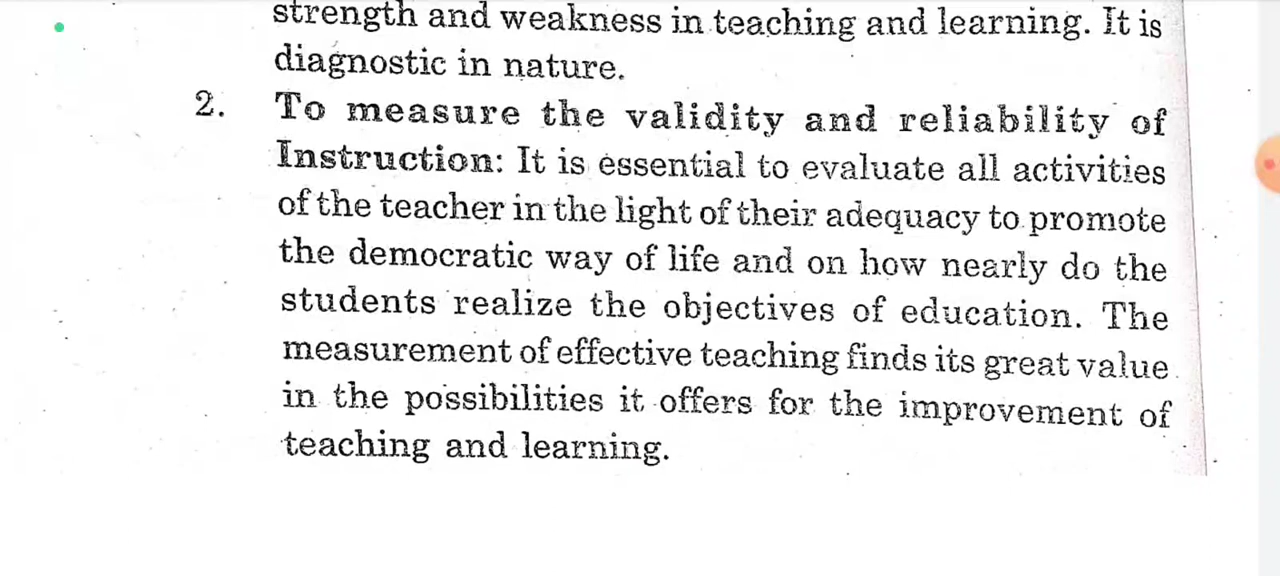 strength and weakness in teaching and learning. It is
diagnostic in nature.
2. To measure the validity and reliability of
Instruction: It is essential to evaluate all activities
of the teacher in the light of their adequacy to promote
the democratic way of life and on how nearly do the
students realize the objectives of education. The
measurement of effective teaching finds its great value
in the possibilities it offers for the improvement of
teaching and learning.